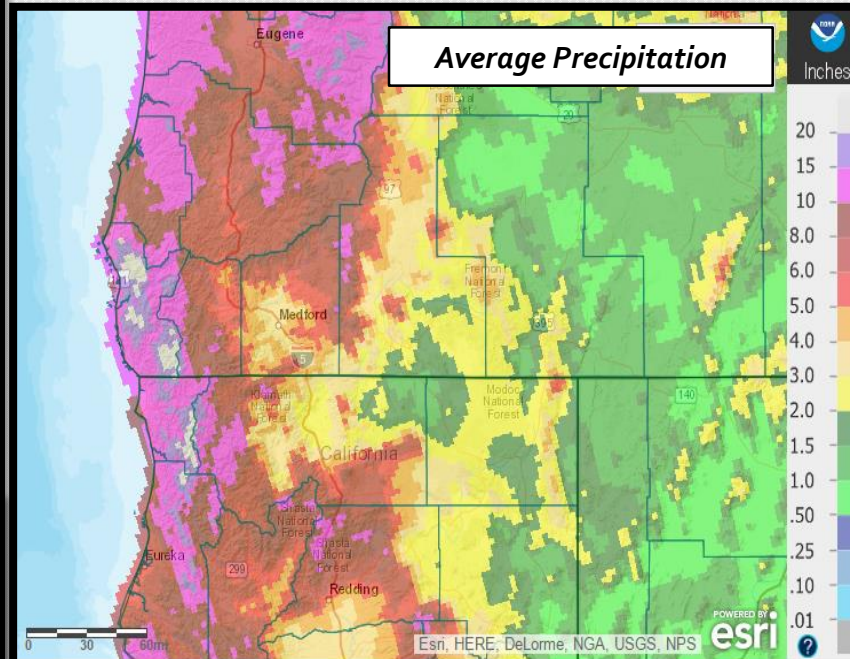 Eugene
Average Precipitation
NOAA
Inches
National
Forest
20
97
20
15
10
8.0
6.0
5.0
4.0
3.0
2.0
1.5
1.0
.50
.25
.10
.01
Fremont
National
Forest
Medford
5
395
Klamath
National
Forest
Modoc
National
Forest
140
California
Shasta
National
Forest
Shasta
National
Forest
Eureka
299
Redding
0 30 60mi
Esri, HERE, DeLorme, NGA, USGS, NPS
POWERED BY
esri
?